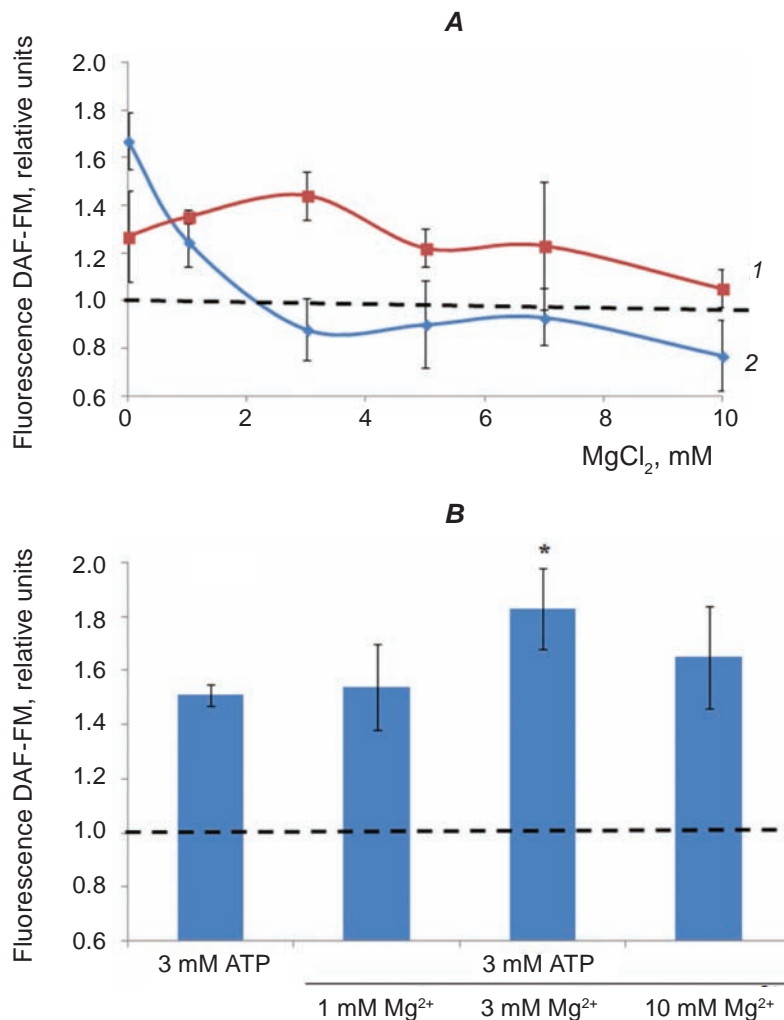 A
Fluorescence DAF-FM, relative units
2.0
1.8
1.6
1.4
1.2
1.0
0.8
0.6
1
2
0 2 4 6 8 10
MgCl₂, mM
B
Fluorescence DAF-FM, relative units
2.0
1.8
1.6
1.4
1.2
1.0
0.8
0.6
*
3 mM ATP 3 mM ATP
1 mM Mg²⁺ 3 mM Mg²⁺ 10 mM Mg²⁺